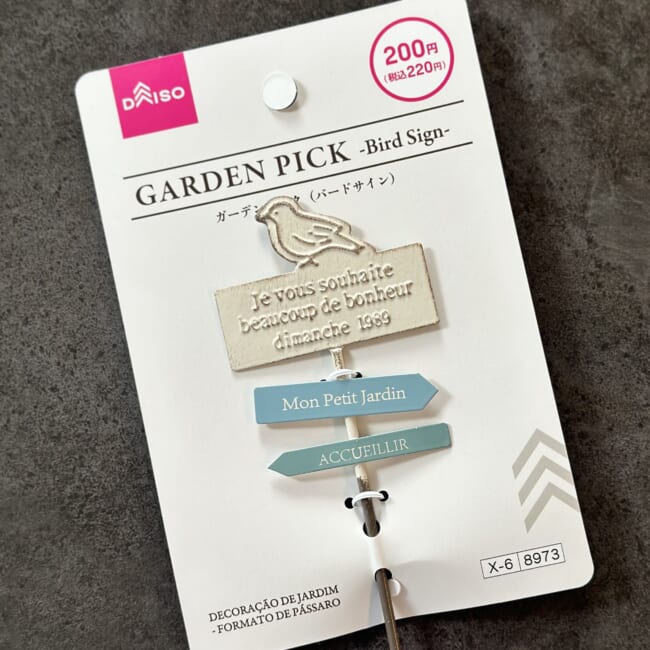 DAISO
200円
(税込220円)
GARDEN PICK -Bird Sign-
ガーデン ク (バードサイン)
Je vous souhaite
beaucoup de bonheur
dimanche 1989
Mon Petit Jardin
ACCUEILLIR
X-6 8973
DECORAÇÃO DE JARDIM
- FORMATO DE PÁSSARO